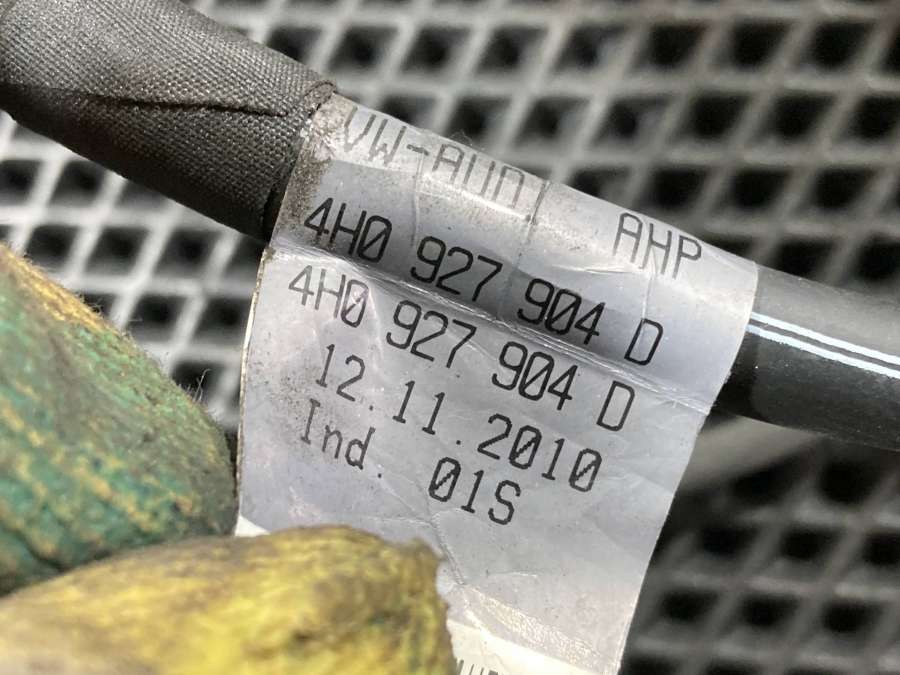 VW-AUDI AHP
4H0 927 904 D
4H0 927 904 D
12.11.2010
Ind. 01S